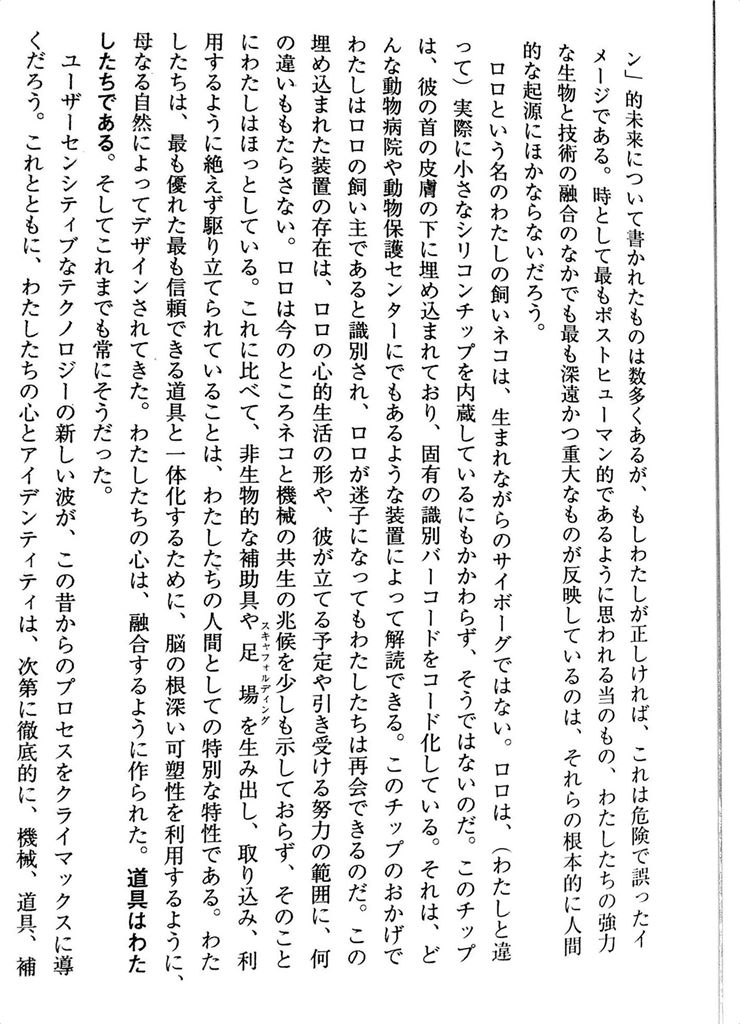 ン」的未来について書かれたものは数多くあるが、もしわたしが正しければ、これは危険で誤ったイ
メージである。時として最もポストヒューマン的であるように思われる当のもの、わたしたちの強力
な生物と技術の融合のなかでも最も深遠かつ重大なものが反映しているのは、それらの根本的に人間
的な起源にほかならないだろう。
ロロという名のわたしの飼いネコは、生まれながらのサイボーグではない。ロロは、（わたしと違
って）実際に小さなシリコンチップを内蔵しているにもかかわらず、そうではないのだ。このチップ
は、彼の首の皮膚の下に埋め込まれており、固有の識別バーコードをコード化している。それは、ど
んな動物病院や動物保護センターにでもあるような装置によって解読できる。このチップのおかげで
わたしはロロの飼い主であると識別され、ロロが迷子になってもわたしたちは再会できるのだ。この
埋め込まれた装置の存在は、ロロの心的生活の形や、彼が立てる予定や引き受ける努力の範囲に、何
の違いももたらさない。ロロは今のところネコと機械の共生の兆候を少しも示しておらず、そのこと
にわたしはほっとしている。これに比べて、非生物的な補助具や足場スキャフォルディングを生み出し、取り込み、利
用するように絶えず駆り立てられていることは、わたしたちの人間としての特別な特性である。わた
したちは、最も優れた最も信頼できる道具と一体化するために、脳の根深い可塑性を利用するように、
母なる自然によってデザインされてきた。わたしたちの心は、融合するように作られた。道具はわた
したちである。そしてこれまでも常にそうだった。
ユーザーセンシティブなテクノロジーの新しい波が、この昔からのプロセスをクライマックスに導
くだろう。これとともに、わたしたちの心とアイデンティティは、次第に徹底的に、機械、道具、補